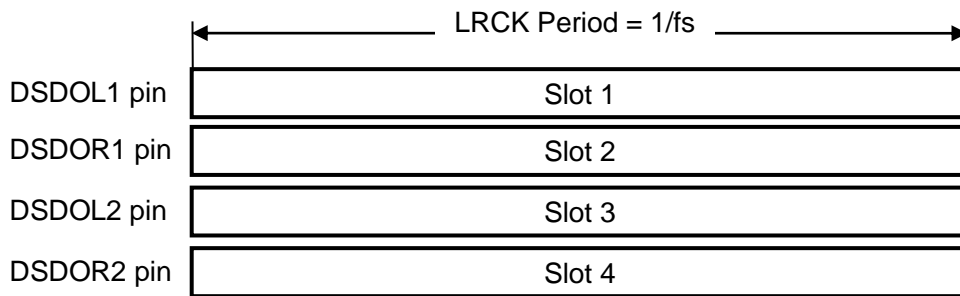 LRCK Period = 1/fs
DSDOL1 pin Slot 1
DSDOR1 pin Slot 2
DSDOL2 pin Slot 3
DSDOR2 pin Slot 4